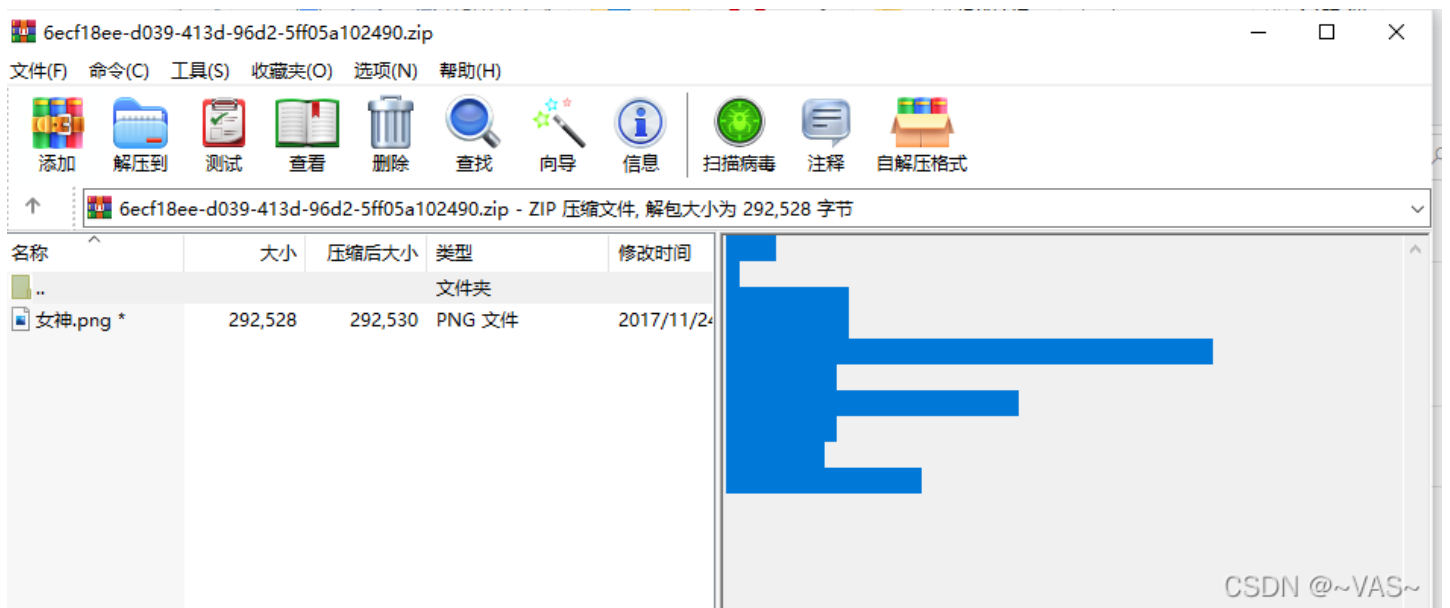 6ecf18ee-d039-413d-96d2-5ff05a102490.zip
文件(F) 命令(C) 工具(S) 收藏夹(O) 选项(N) 帮助(H)
添加 解压到 测试 查看 删除 查找 向导 信息 扫描病毒 注释 自解压格式
6ecf18ee-d039-413d-96d2-5ff05a102490.zip - ZIP 压缩文件, 解包大小为 292,528 字节
名称 大小 压缩后大小 类型 修改时间
.. 文件夹
女神.png * 292,528 292,530 PNG 文件 2017/11/24
CSDN @~VAS~